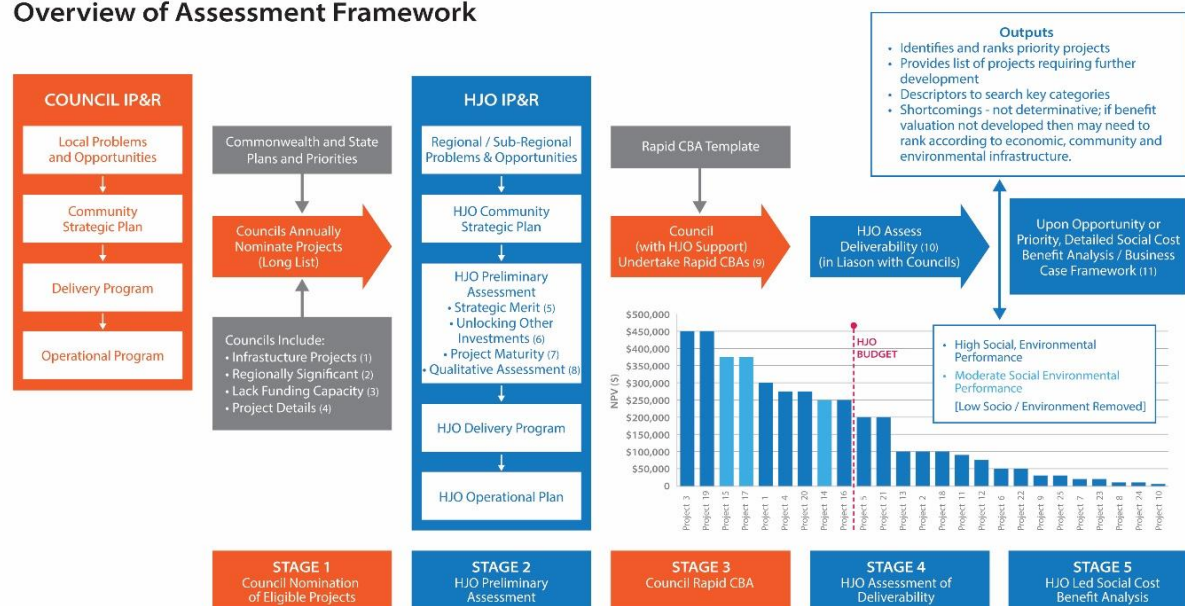 Overview of Assessment Framework
COUNCIL IP&R
Local Problems
and Opportunities
Community
Strategic Plan
Delivery Program
Operational Program
Commonwealth and State
Plans and Priorities
Councils Annually
Nominate Projects
(Long List)
Councils Include:
• Infrastucture Projects (1)
• Regionally Significant (2)
• Lack Funding Capacity (3)
• Project Details (4)
HJO IP&R
Regional / Sub-Regional
Problems & Opportunities
HJO Community
Strategic Plan
HJO Preliminary
Assessment
• Strategic Merit (5)
• Unlocking Other
Investments (6)
• Project Maturity (7)
• Qualitative Assessment (8)
HJO Delivery Program
HJO Operational Plan
Rapid CBA Template
Council
(with HJO Support)
Undertake Rapid CBAs (9)
HJO Assess
Deliverability (10)
(in Liason with Councils)
Outputs
• Identifies and ranks priority projects
• Provides list of projects requiring further
development
• Descriptors to search key categories
• Shortcomings - not determinative; if benefit
valuation not developed then may need to
rank according to economic, community and
environmental infrastructure.
Upon Opportunity or
Priority, Detailed Social Cost
Benefit Analysis / Business
Case Framework (11)
NPV ($)
$500,000
$450,000
$400,000
$350,000
$300,000
$250,000
$200,000
$150,000
$100,000
$50,000
0
HJO
BUDGET
• High Social, Environmental
Performance
• Moderate Social Environmental
Performance
[Low Socio / Environment Removed]
Project 3
Project 19
Project 15
Project 17
Project 1
Project 4
Project 20
Project 14
Project 16
Project 5
Project 21
Project 13
Project 2
Project 18
Project 11
Project 12
Project 6
Project 22
Project 9
Project 25
Project 7
Project 23
Project 8
Project 24
Project 10
STAGE 1
Council Nomination
of Eligible Projects
STAGE 2
HJO Preliminary
Assessment
STAGE 3
Council Rapid CBA
STAGE 4
HJO Assessment of
Deliverability
STAGE 5
HJO Led Social Cost
Benefit Analysis